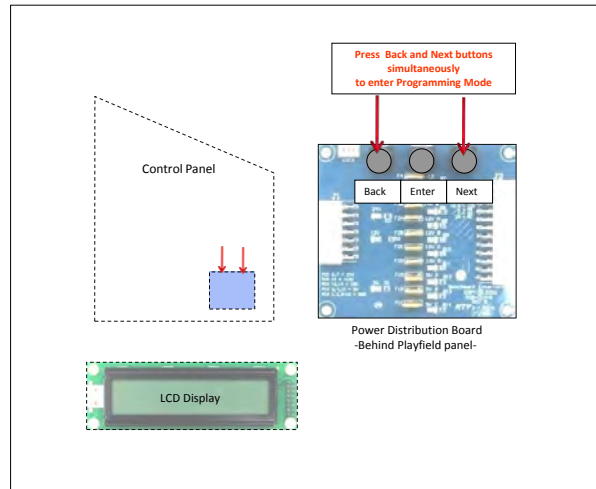 Press Back and Next buttons
simultaneously
to enter Programming Mode
Control Panel
Back
Enter
Next
Power Distribution Board
-Behind Playfield panel-
LCD Display